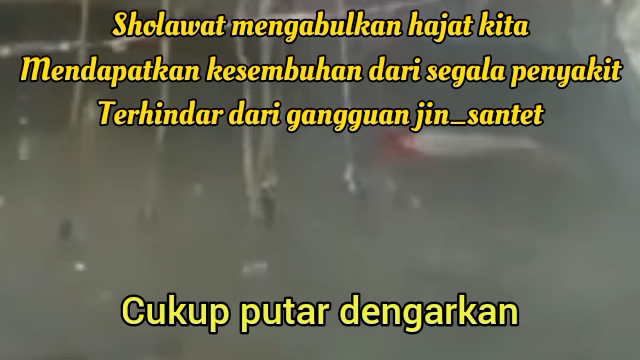 Sholawat mengabulkan hajat kita
Mendapatkan kesembuhan dari segala penyakit
Terhindar dari gangguan jin_santet
Cukup putar dengarkan